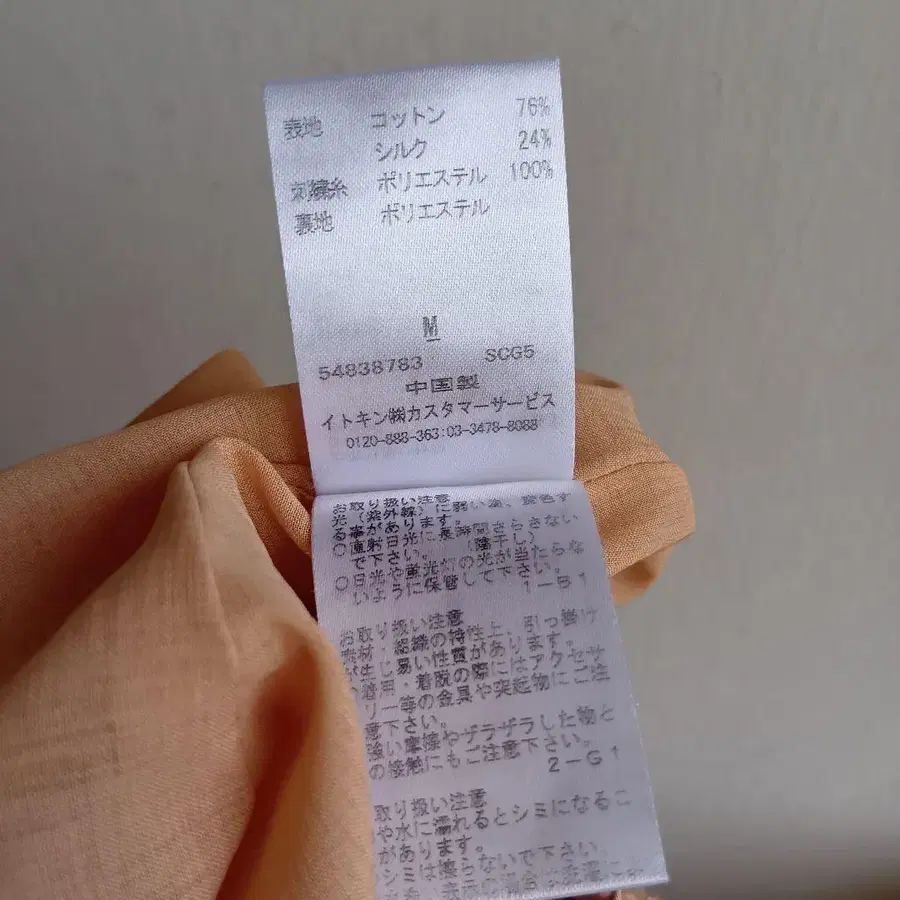 表地 コットン 76%
シルク 24%
刺繍糸 ポリエステル 100%
裏地 ポリエステル
M
54838783 SCG5
中国製
イトキン㈱カスタマーサービス
0120-888-363:03-3478-8088
お取り扱い注意
光(紫外線)に弱い為、変色す
る事があります。
○直射日光に長時間さらさない
で下さい。 (陰干し)
○日光や蛍光灯の光が当たらな
いように保管して下さい。
1-B1
お取り扱い注意
素材 組織の特性上、引っ掛け
が生じ易い性質があります。
着用・着脱の際にはアクセサ
リー等の金具や突起物にご注
意下さい。
強い摩擦やザラザラした物と
の接触にもご注意下さい。
2-G1
取り扱い注意
や水に濡れるとシミになるこ
があります。
シミは擦らないで下さい。